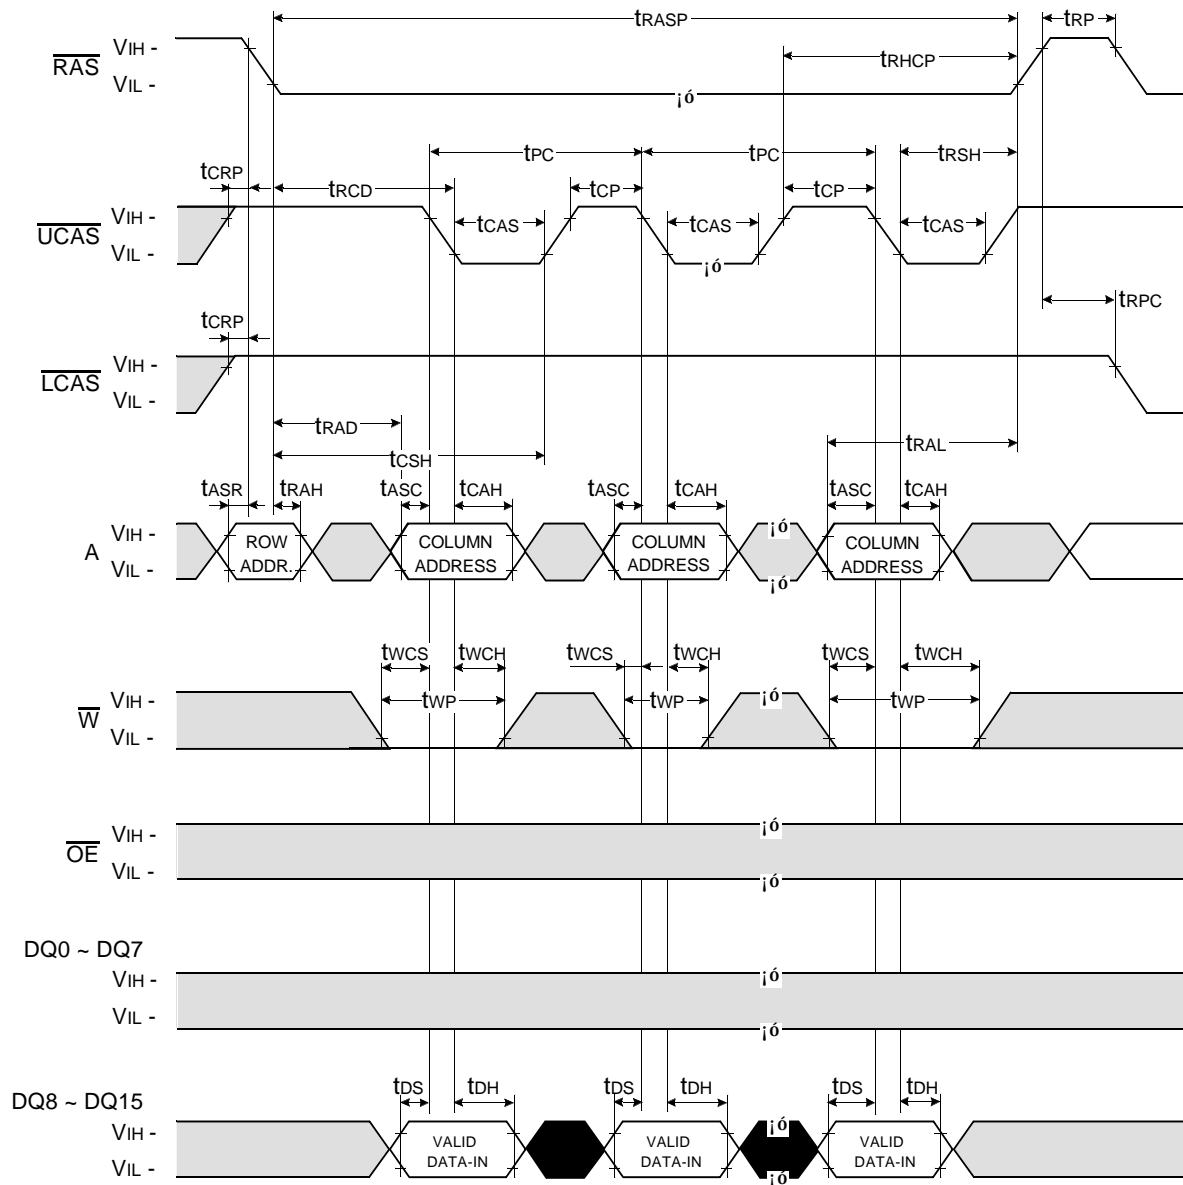 tRASP tRP
RAS VIH -
tRHCP
VIL -
¡ó
tPC tPC tRSH
tCRP tRCD tCP tCP
UCAS VIH -
tCAS tCAS tCAS
VIL -
¡ó
tRPC
tCRP
LCAS VIH -
VIL -
tRAD tRAL
tCSH
tASR tRAH tASC tCAH tASC tCAH tASC tCAH
A VIH - ¡ó
ROW COLUMN COLUMN COLUMN
ADDR. ADDRESS ADDRESS ADDRESS
VIL - ¡ó
tWCS tWCH tWCS tWCH tWCS tWCH
W VIH - tWP tWP ¡ó tWP
VIL -
OE VIH - ¡ó
VIL - ¡ó
DQ0 ~ DQ7
VIH - ¡ó
VIL - ¡ó
tDS tDH tDS tDH tDS tDH
DQ8 ~ DQ15
VIH - ¡ó
VALID VALID VALID
DATA-IN DATA-IN DATA-IN
VIL - ¡ó